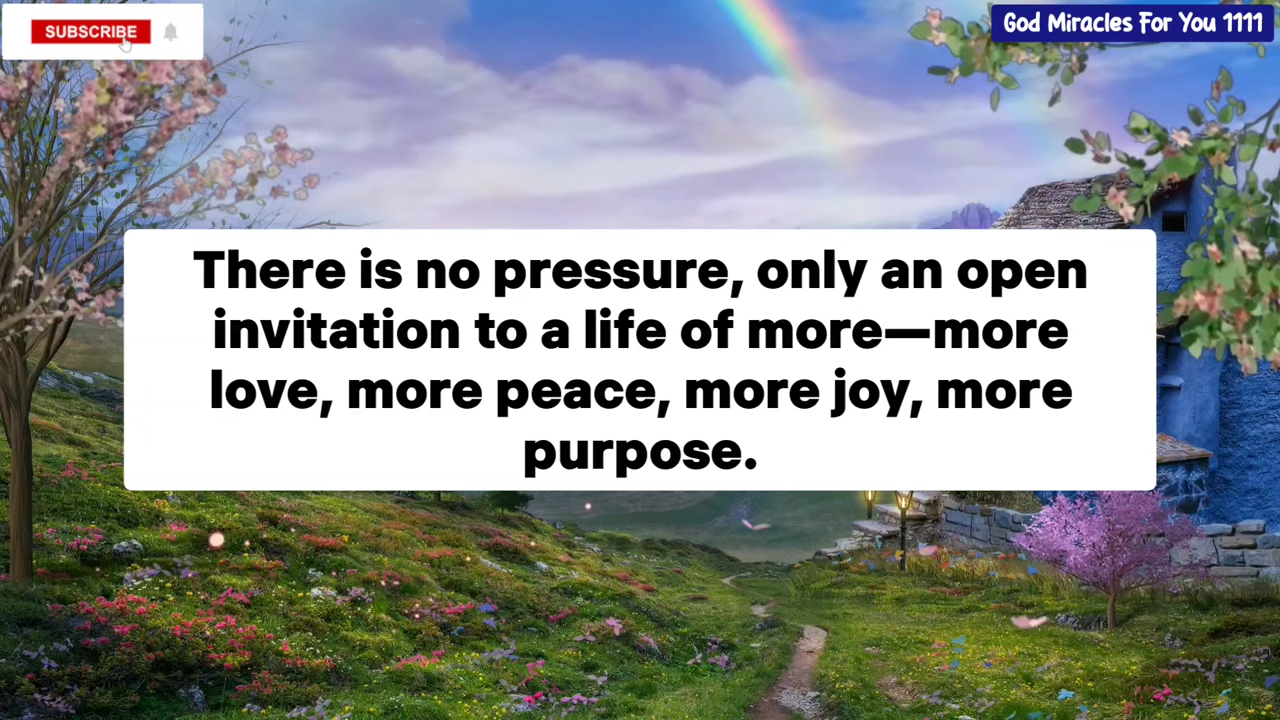 SUBSCRIBE
God Miracles For You 1111
There is no pressure, only an open
invitation to a life of more—more
love, more peace, more joy, more
purpose.